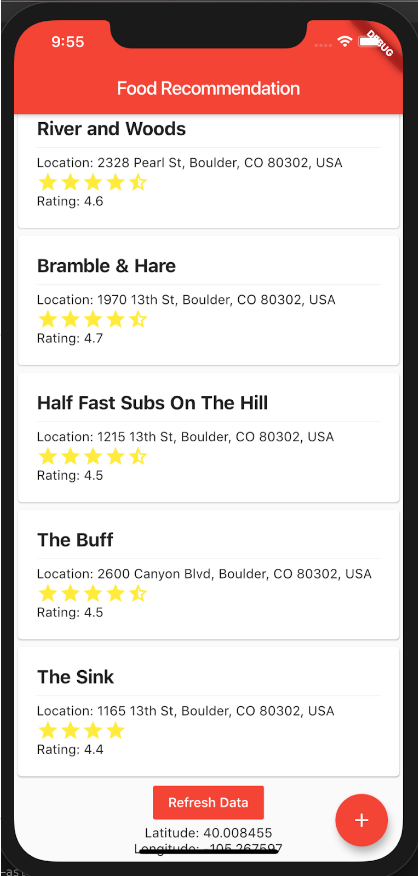 9:55
DEBUG
Food Recommendation
River and Woods
Location: 2328 Pearl St, Boulder, CO 80302, USA
Rating: 4.6
Bramble & Hare
Location: 1970 13th St, Boulder, CO 80302, USA
Rating: 4.7
Half Fast Subs On The Hill
Location: 1215 13th St, Boulder, CO 80302, USA
Rating: 4.5
The Buff
Location: 2600 Canyon Blvd, Boulder, CO 80302, USA
Rating: 4.5
The Sink
Location: 1165 13th St, Boulder, CO 80302, USA
Rating: 4.4
Refresh Data
+
Latitude: 40.008455
Longitude: -105.267597